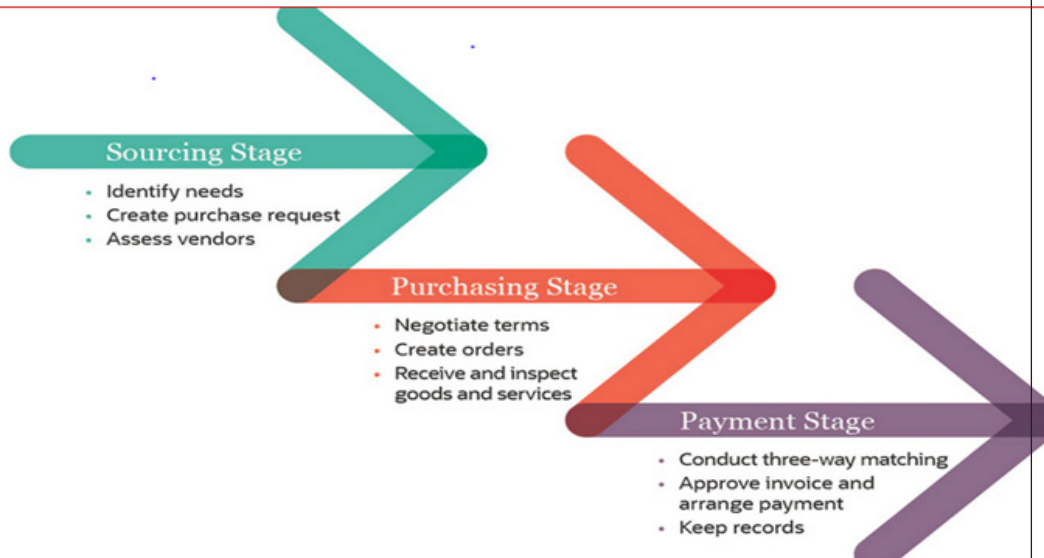 Sourcing Stage
• Identify needs
• Create purchase request
• Assess vendors
Purchasing Stage
• Negotiate terms
• Create orders
• Receive and inspect
goods and services
Payment Stage
• Conduct three-way matching
• Approve invoice and
arrange payment
• Keep records